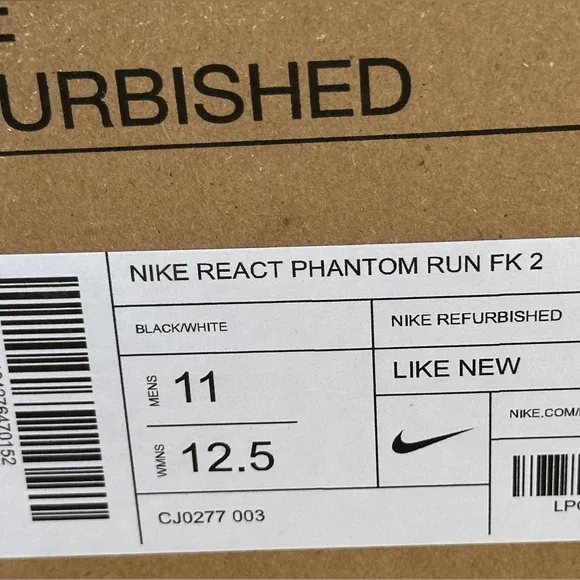 URBISHED
NIKE REACT PHANTOM RUN FK 2
BLACK/WHITE
NIKE REFURBISHED
MENS 11
LIKE NEW
WMNS 12.5
NIKE.COM/
CJ0277 003